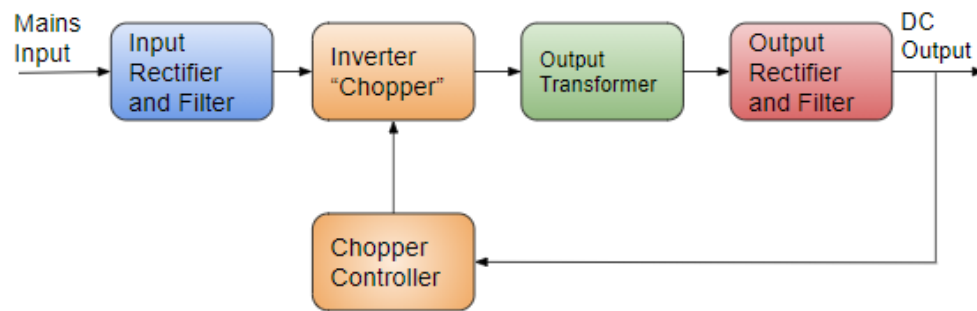 Mains
Input
Input
Rectifier
and Filter
Inverter
“Chopper”
Output
Transformer
Output
Rectifier
and Filter
DC
Output
Chopper
Controller